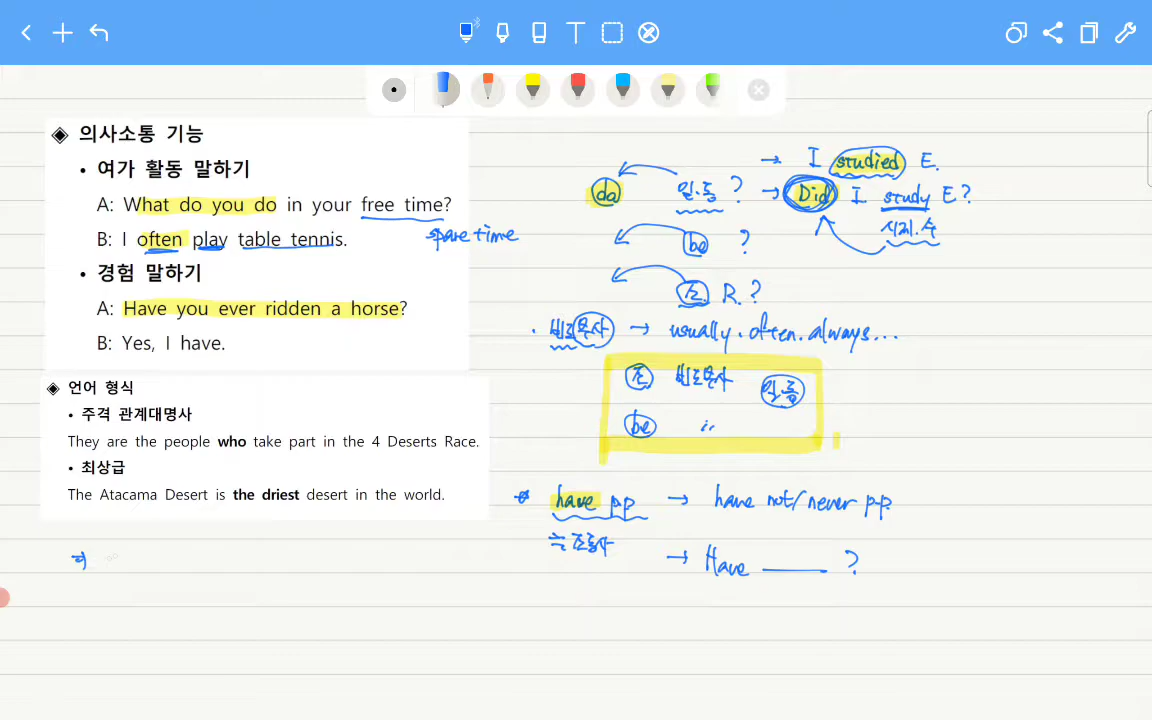 ◈ 의사소통 기능
• 여가 활동 말하기
A: What do you do in your free time?
spare time
B: I often play table tennis.
• 경험 말하기
A: Have you ever ridden a horse?
B: Yes, I have.
◈ 언어 형식
• 주격 관계대명사
They are the people who take part in the 4 Deserts Race.
• 최상급
The Atacama Desert is the driest desert in the world.
→ I studied E.
do 일.동 ? → Did I study E?
시제.수
be ?
조. R. ?
· 빈도부사 → usually. often. always...
조 빈도부사 일.동
be 〃
* have pp → have not/never p.p.
≒ 조동사
→ Have ____ ?